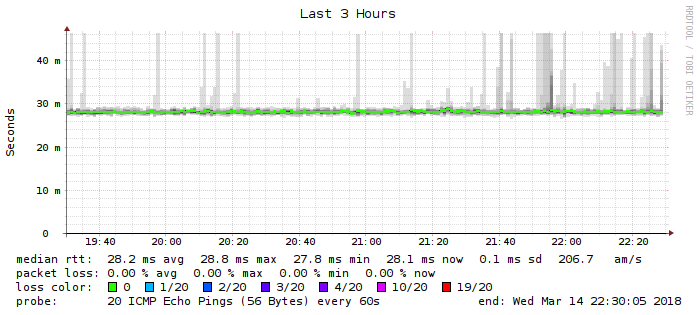 Last 3 Hours
RRDTOOL / TOBI OETIKER
Seconds
40 m
30 m
20 m
10 m
0
19:40 20:00 20:20 20:40 21:00 21:20 21:40 22:00 22:20
median rtt: 28.2 ms avg 28.8 ms max 27.8 ms min 28.1 ms now 0.1 ms sd 206.7 am/s
packet loss: 0.00 % avg 0.00 % max 0.00 % min 0.00 % now
loss color: 0 1/20 2/20 3/20 4/20 10/20 19/20
probe: 20 ICMP Echo Pings (56 Bytes) every 60s end: Wed Mar 14 22:30:05 2018